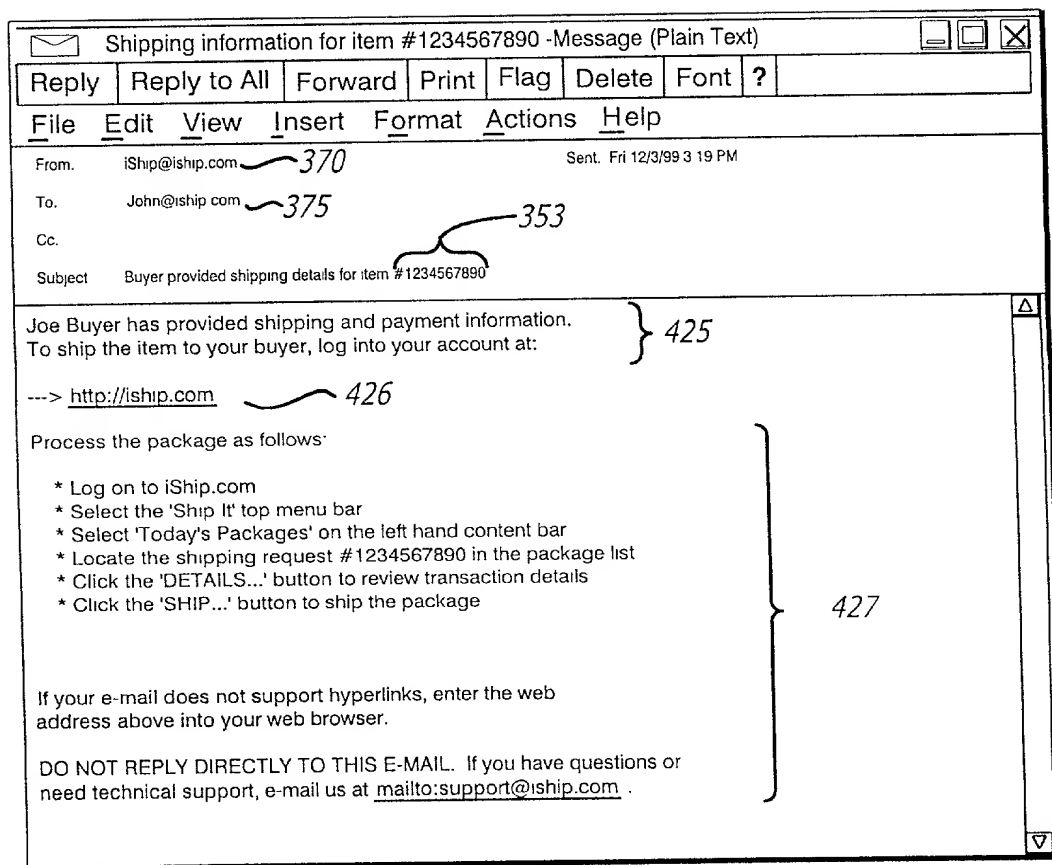 Shipping information for item #1234567890 -Message (Plain Text)
Reply Reply to All Forward Print Flag Delete Font ?
File Edit View Insert Format Actions Help
From. iShip@iship.com 370 Sent. Fri 12/3/99 3 19 PM
To. John@iship com 375
353
Cc.
Subject Buyer provided shipping details for item #1234567890
Joe Buyer has provided shipping and payment information.
To ship the item to your buyer, log into your account at:
425
---> http://iship.com 426
Process the package as follows:
* Log on to iShip.com
* Select the 'Ship It' top menu bar
* Select 'Today's Packages' on the left hand content bar
* Locate the shipping request #1234567890 in the package list
* Click the 'DETAILS...' button to review transaction details
* Click the 'SHIP...' button to ship the package
427
If your e-mail does not support hyperlinks, enter the web
address above into your web browser.
DO NOT REPLY DIRECTLY TO THIS E-MAIL. If you have questions or
need technical support, e-mail us at mailto:support@iship.com .